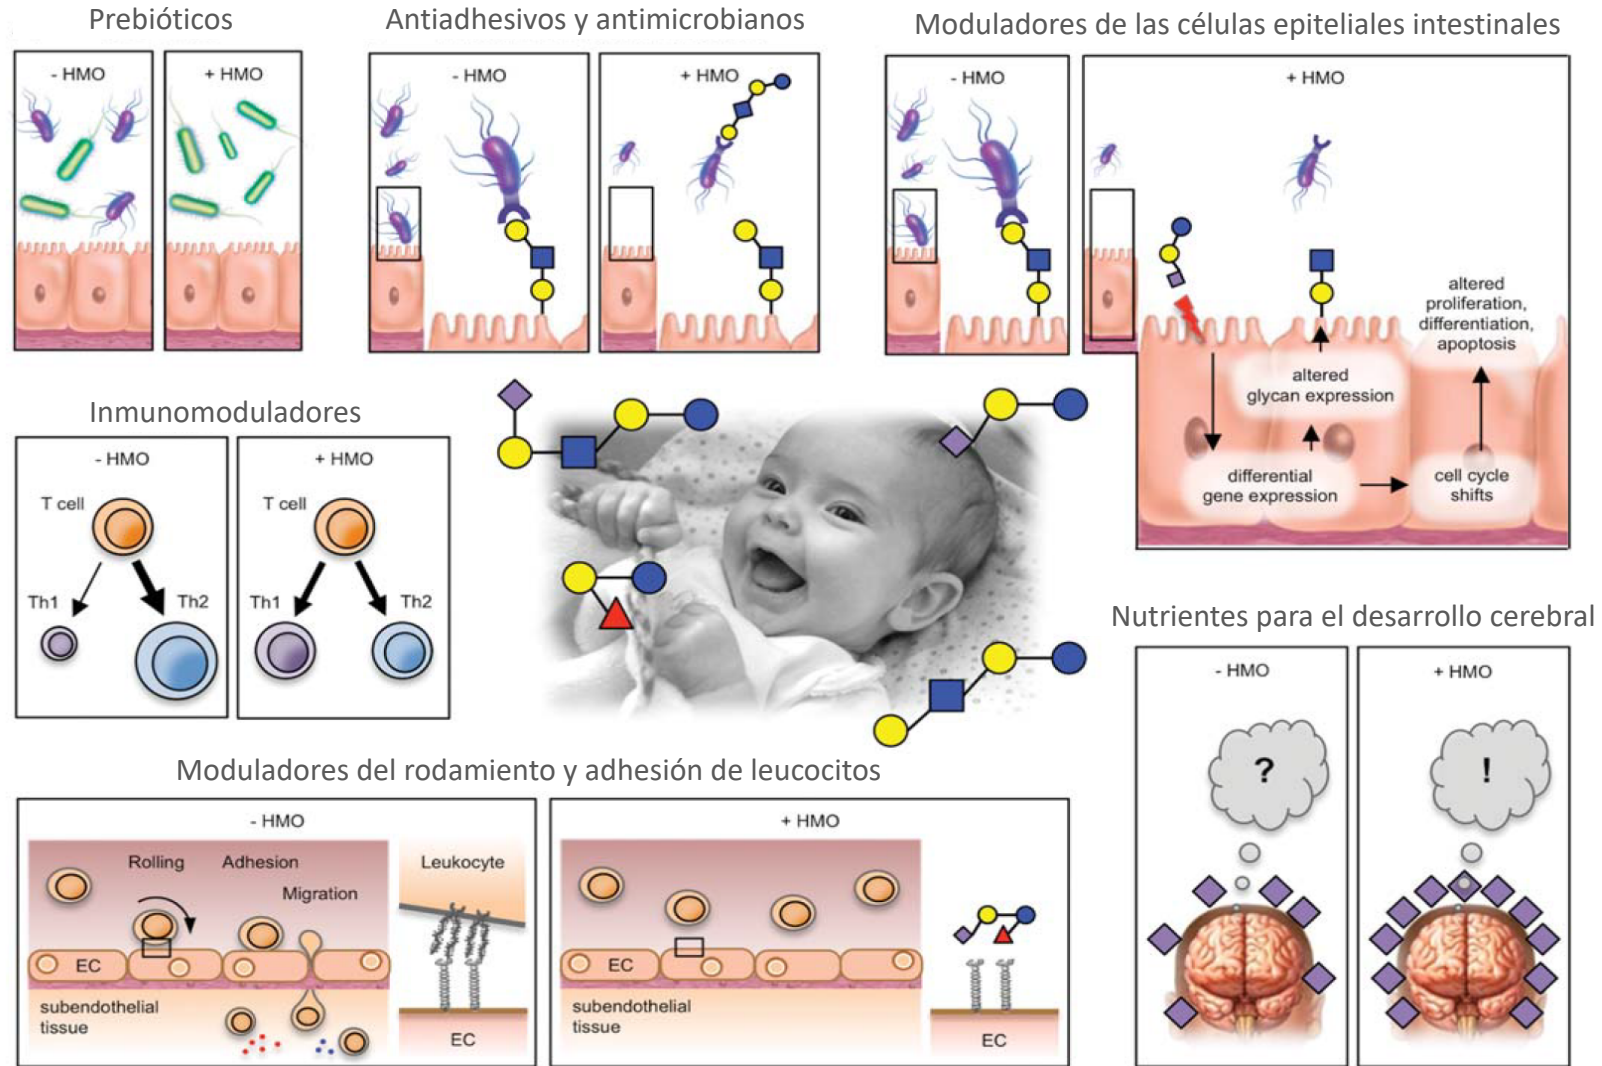 Prebióticos
- HMO
+ HMO
Antiadhesivos y antimicrobianos
- HMO
+ HMO
Moduladores de las células epiteliales intestinales
- HMO
+ HMO
altered
proliferation,
differentiation,
apoptosis
altered
glycan expression
differential
gene expression
cell cycle
shifts
Inmunomoduladores
- HMO
T cell
Th1
Th2
+ HMO
T cell
Th1
Th2
Nutrientes para el desarrollo cerebral
- HMO
?
+ HMO
!
Moduladores del rodamiento y adhesión de leucocitos
- HMO
Rolling
Adhesion
Migration
EC
subendothelial
tissue
Leukocyte
EC
+ HMO
EC
subendothelial
tissue
EC